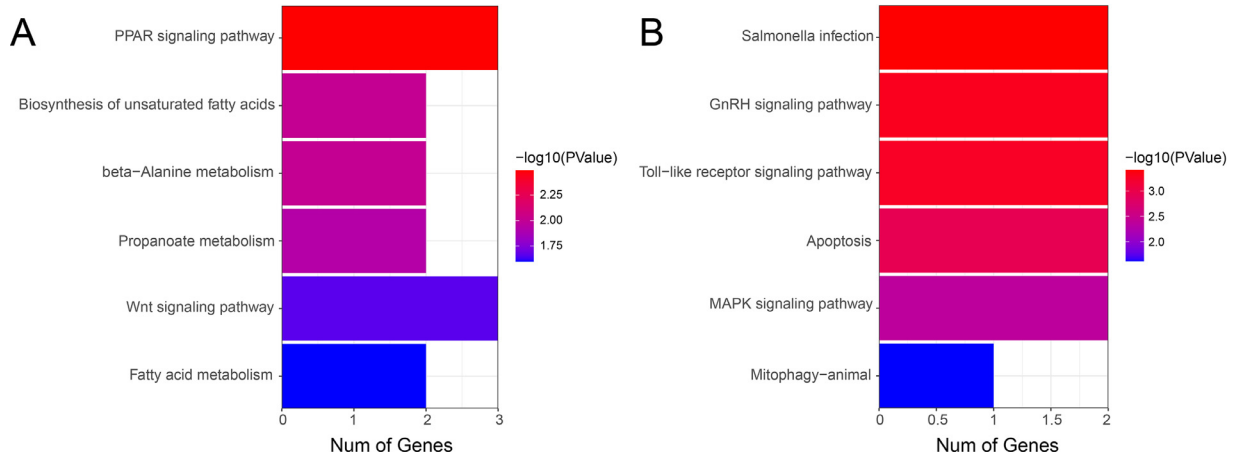 A
PPAR signaling pathway
Biosynthesis of unsaturated fatty acids
beta−Alanine metabolism
Propanoate metabolism
Wnt signaling pathway
Fatty acid metabolism
0 1 2 3
Num of Genes
−log10(PValue)
2.25
2.00
1.75
B
Salmonella infection
GnRH signaling pathway
Toll-like receptor signaling pathway
Apoptosis
MAPK signaling pathway
Mitophagy−animal
0 0.5 1 1.5 2
Num of Genes
−log10(PValue)
3.0
2.5
2.0